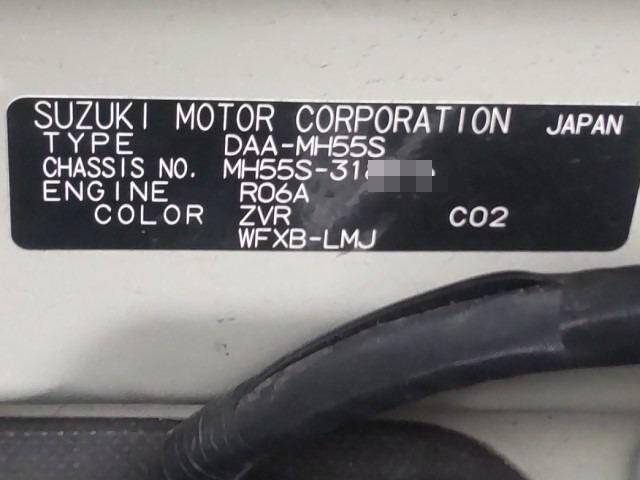 SUZUKI MOTOR CORPORATION JAPAN
TYPE DAA-MH55S
CHASSIS NO. MH55S-31
ENGINE R06A
COLOR ZVR C02
WFXB-LMJ